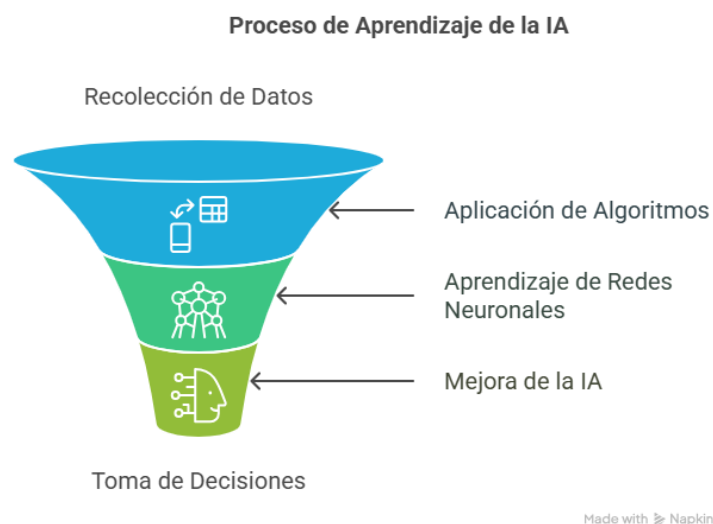 Proceso de Aprendizaje de la IA
Recolección de Datos
Aplicación de Algoritmos
Aprendizaje de Redes
Neuronales
Mejora de la IA
Toma de Decisiones
Made with Napkin